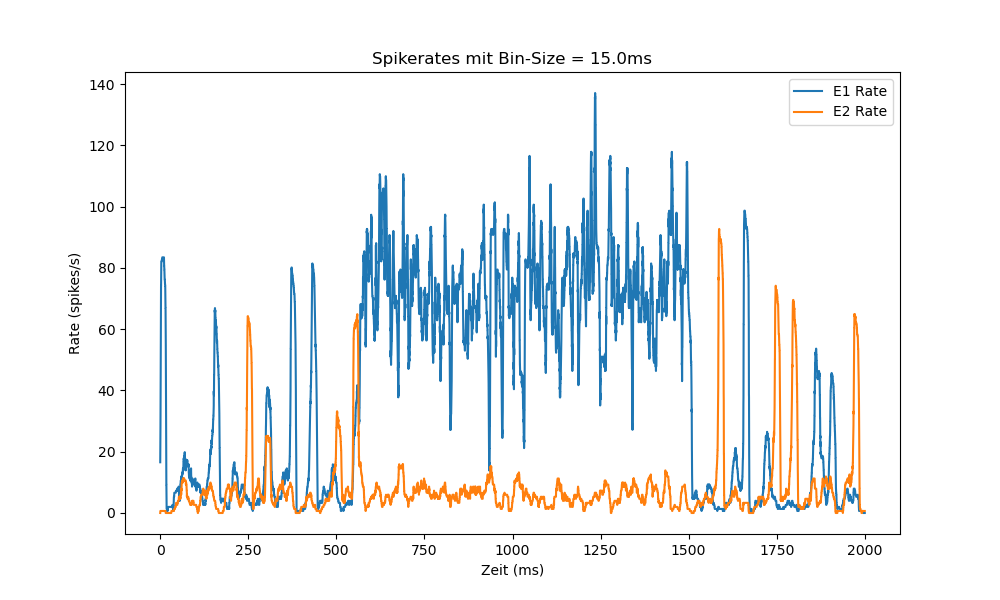 Spikerates mit Bin-Size = 15.0ms
E1 Rate
E2 Rate
140
120
100
80
60
40
20
0
Rate (spikes/s)
0 250 500 750 1000 1250 1500 1750 2000
Zeit (ms)